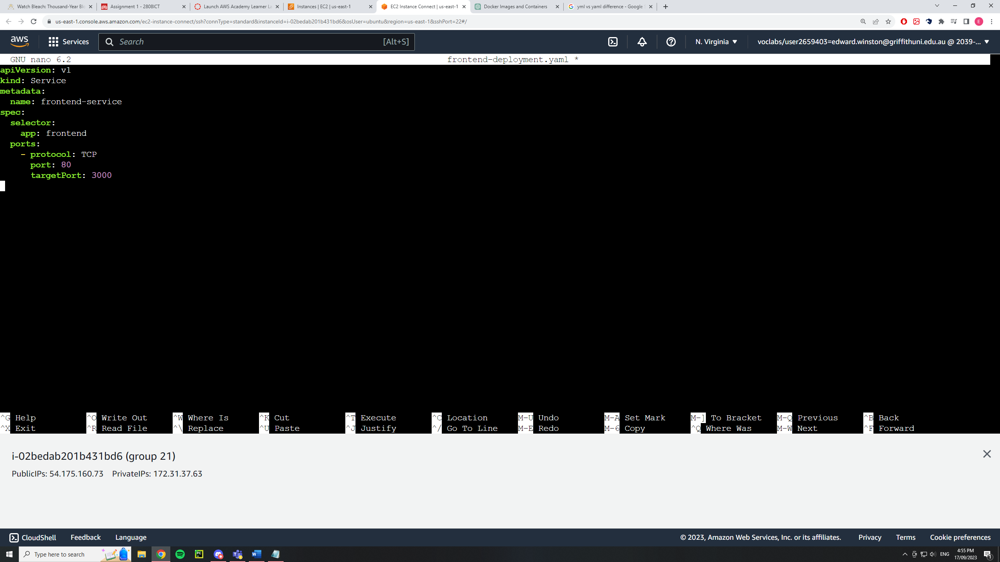 Watch Bleach: Thousand-Year Blo
Assignment 1 - 2808ICT
Launch AWS Academy Learner La
Instances | EC2 | us-east-1
EC2 Instance Connect | us-east-1
Docker Images and Containers
yml vs yaml difference - Google S
us-east-1.console.aws.amazon.com/ec2-instance-connect/ssh?connType=standard&instanceId=i-02bedab201b431bd6&osUser=ubuntu&region=us-east-1&sshPort=22#/
E
aws
Services
Search
[Alt+S]
N. Virginia
voclabs/user2659403=edward.winston@griffithuni.edu.au @ 2039-...
GNU nano 6.2 frontend-deployment.yaml *
apiVersion: v1
kind: Service
metadata:
  name: frontend-service
spec:
  selector:
    app: frontend
  ports:
    - protocol: TCP
      port: 80
      targetPort: 3000
^G Help ^O Write Out ^W Where Is ^K Cut ^T Execute ^C Location M-U Undo M-A Set Mark M-] To Bracket M-Q Previous ^B Back
^X Exit ^R Read File ^\ Replace ^U Paste ^J Justify ^/ Go To Line M-E Redo M-6 Copy ^Q Where Was M-W Next ^F Forward
i-02bedab201b431bd6 (group 21)
PublicIPs: 54.175.160.73 PrivateIPs: 172.31.37.63
CloudShell Feedback Language © 2023, Amazon Web Services, Inc. or its affiliates. Privacy Terms Cookie preferences
Type here to search
PC
ENG
4:55 PM
17/09/2023
1